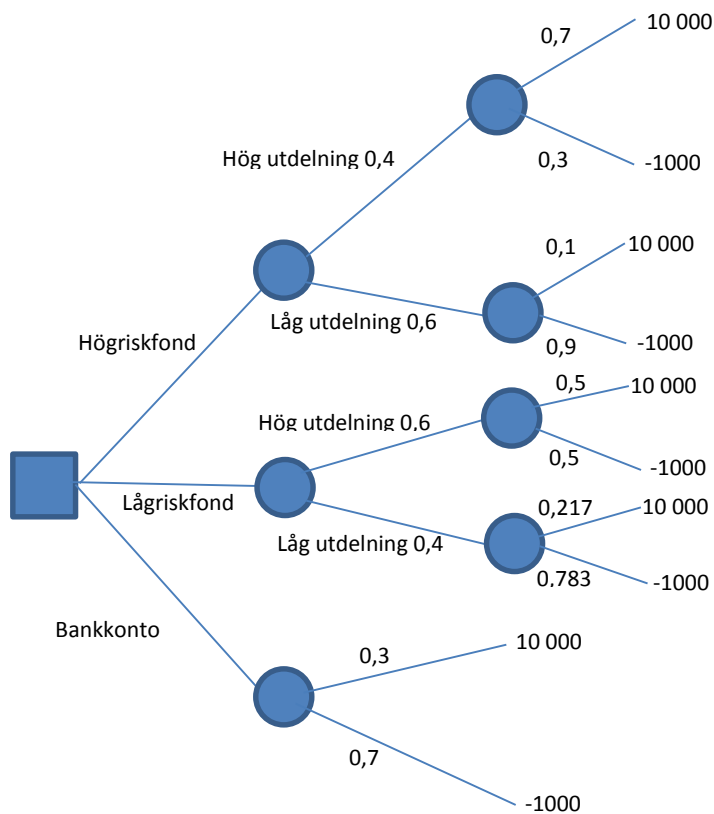 0,7
10 000
Hög utdelning 0,4
0,3
-1000
0,1
10 000
Låg utdelning 0,6
Högriskfond
0,9
-1000
0,5
10 000
Hög utdelning 0,6
0,5
-1000
Lågriskfond
0,217
10 000
Låg utdelning 0,4
0,783
-1000
Bankkonto
0,3
10 000
0,7
-1000